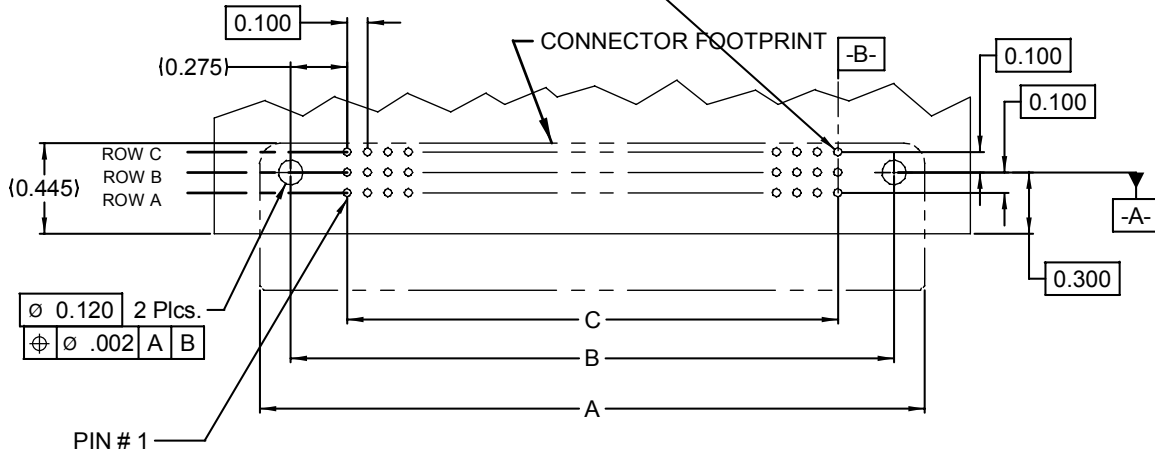 0.100
CONNECTOR FOOTPRINT
-B-
0.100
(0.275)
0.100
ROW C
ROW B
ROW A
(0.445)
-A-
0.300
Ø 0.120 2 Plcs.
⌖ Ø .002 A B
C
B
A
PIN # 1